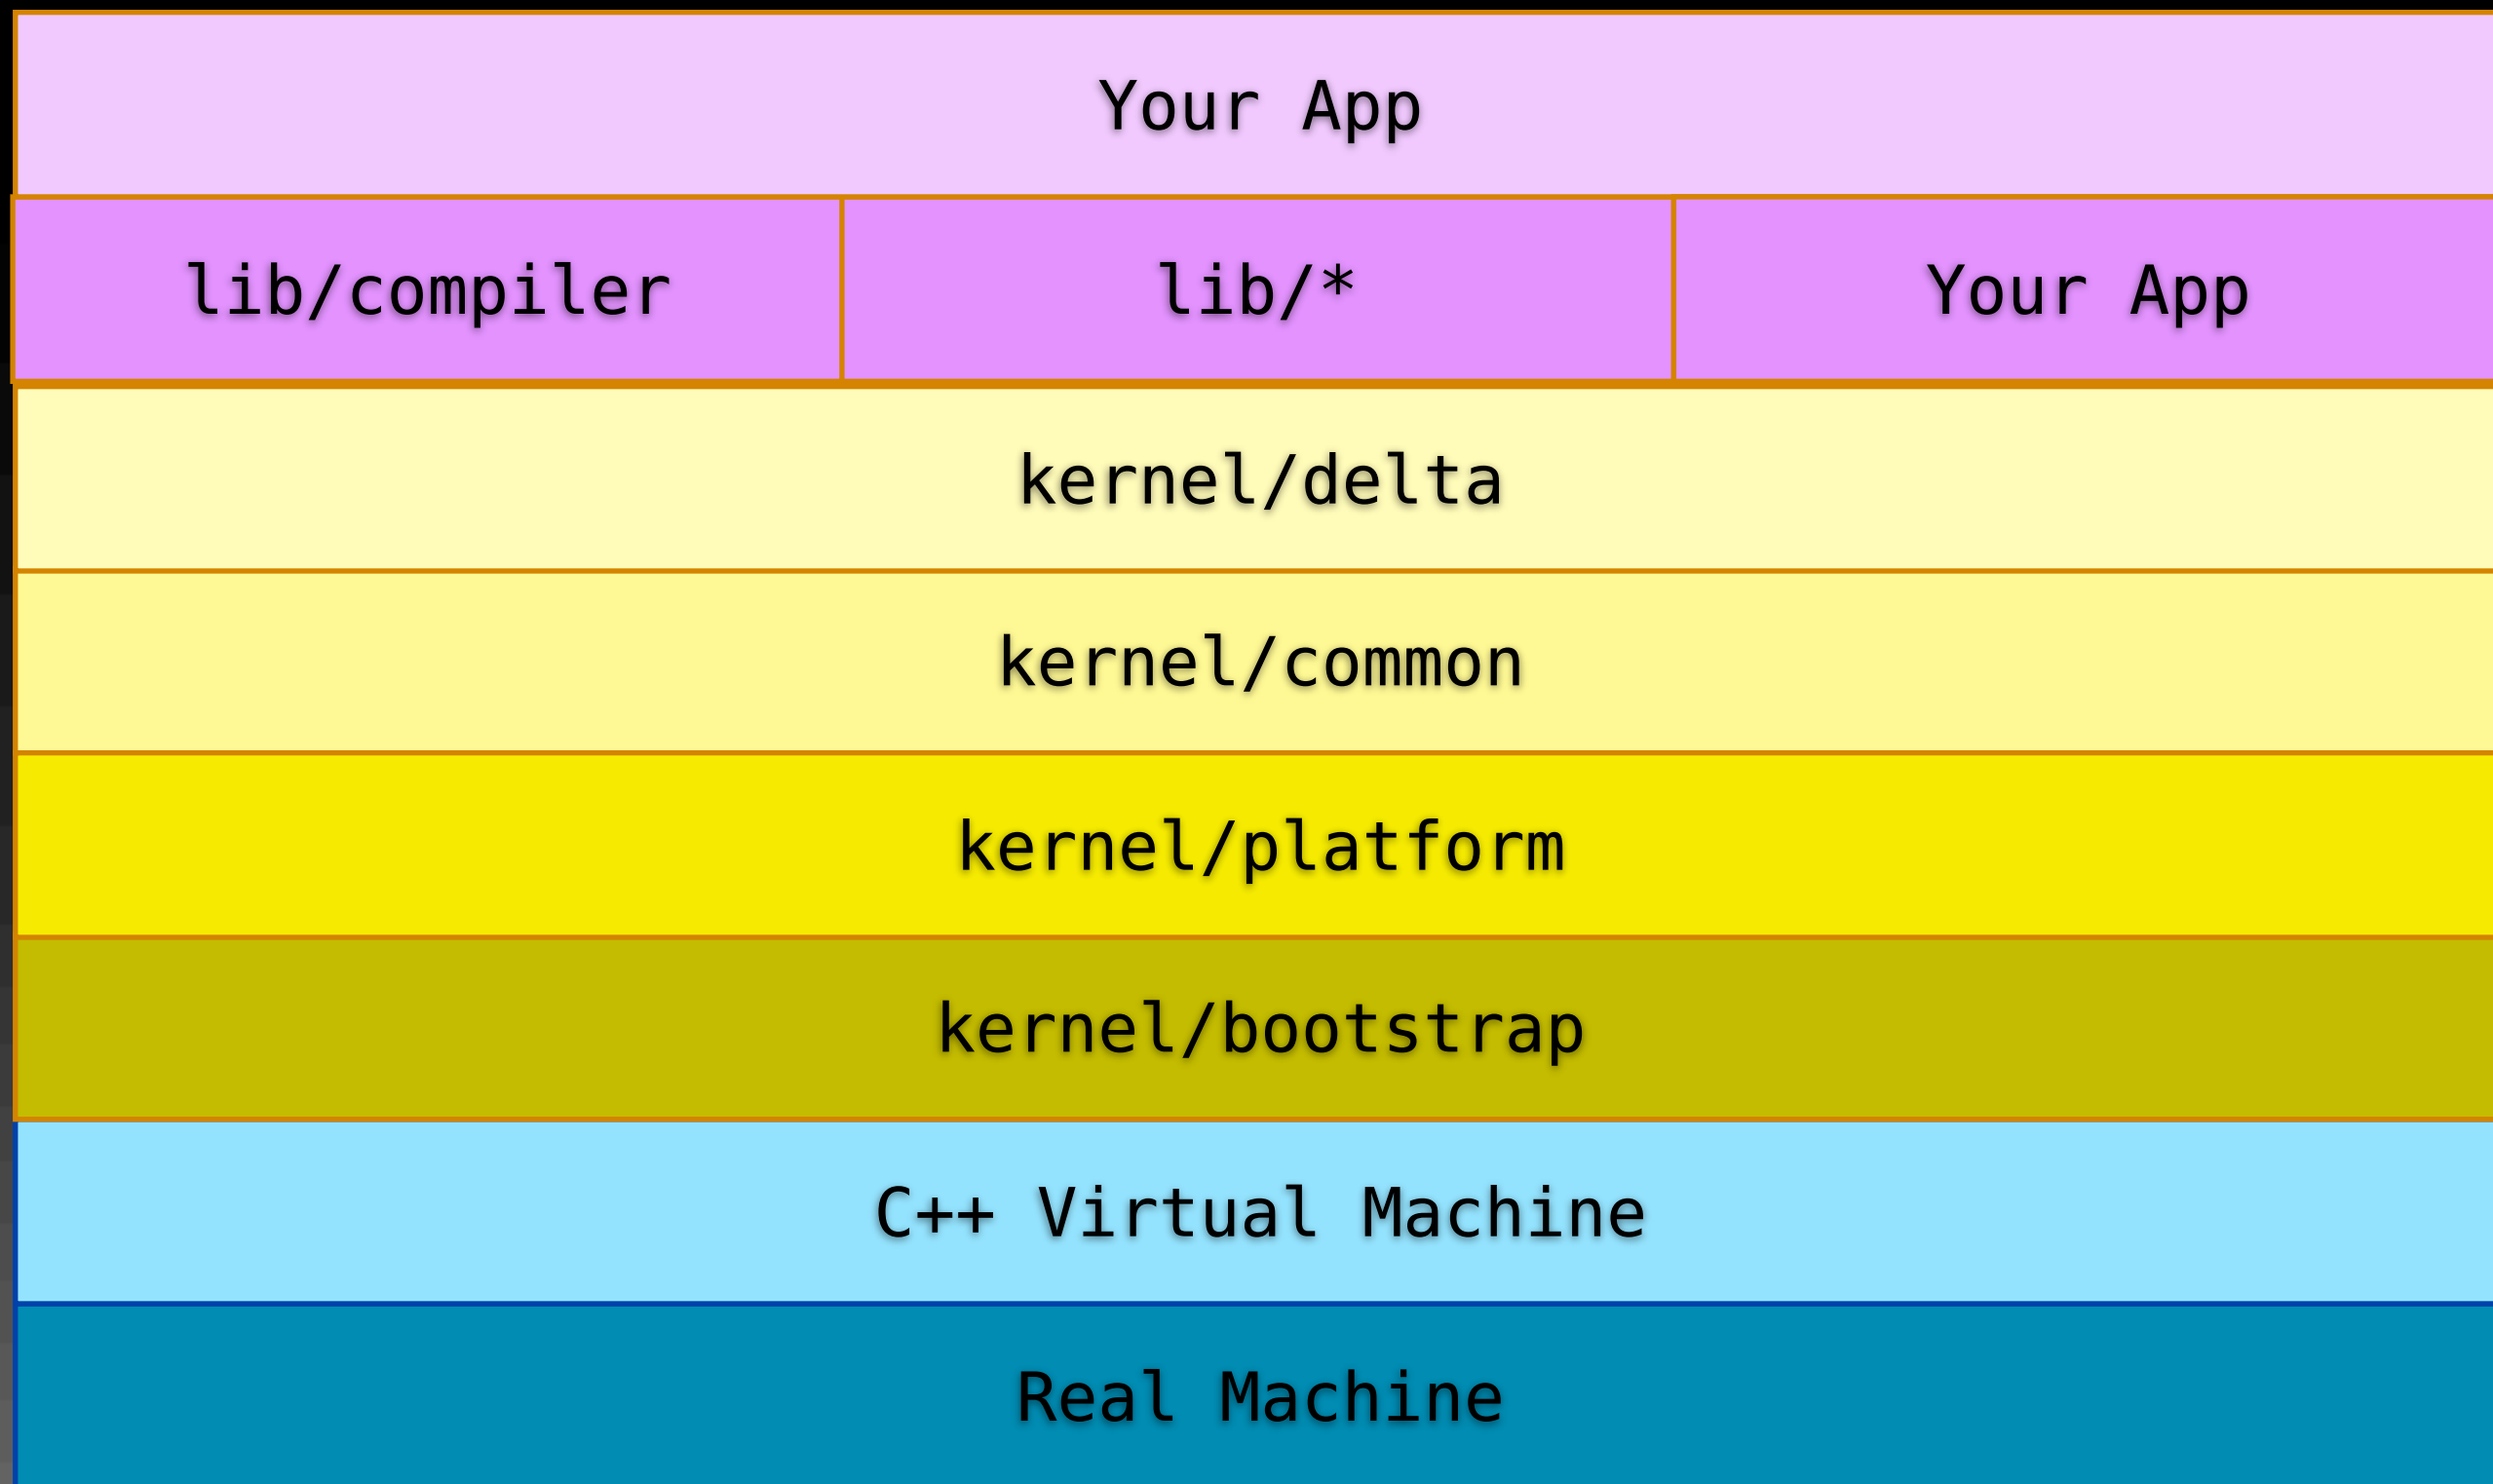 Your App
lib/compiler lib/* Your App
kernel/delta
kernel/common
kernel/platform
kernel/bootstrap
C++ Virtual Machine
Real Machine